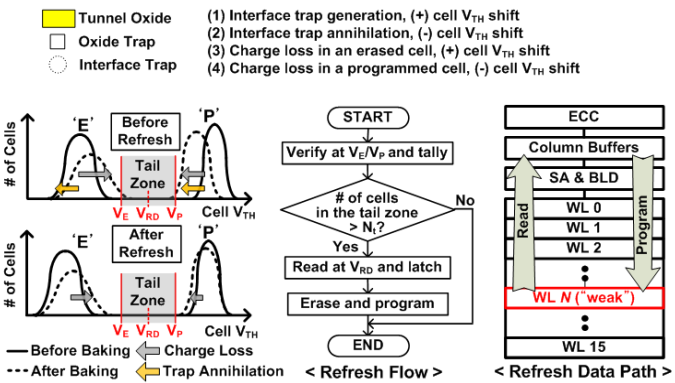 Tunnel Oxide
Oxide Trap
Interface Trap
(1) Interface trap generation, (+) cell VTH shift
(2) Interface trap annihilation, (-) cell VTH shift
(3) Charge loss in an erased cell, (+) cell VTH shift
(4) Charge loss in a programmed cell, (-) cell VTH shift
# of Cells
'E'
Before
Refresh
'P'
Tail
Zone
VE VRD VP Cell VTH
# of Cells
'E'
After
Refresh
'P'
Tail
Zone
VE VRD VP Cell VTH
Before Baking
Charge Loss
After Baking
Trap Annihilation
START
Verify at VE/VP and tally
# of cells
in the tail zone
> Nt?
No
Yes
Read at VRD and latch
Erase and program
END
< Refresh Flow >
ECC
Column Buffers
SA & BLD
WL 0
WL 1
WL 2
WL N ("weak")
WL 15
Read
Program
< Refresh Data Path >